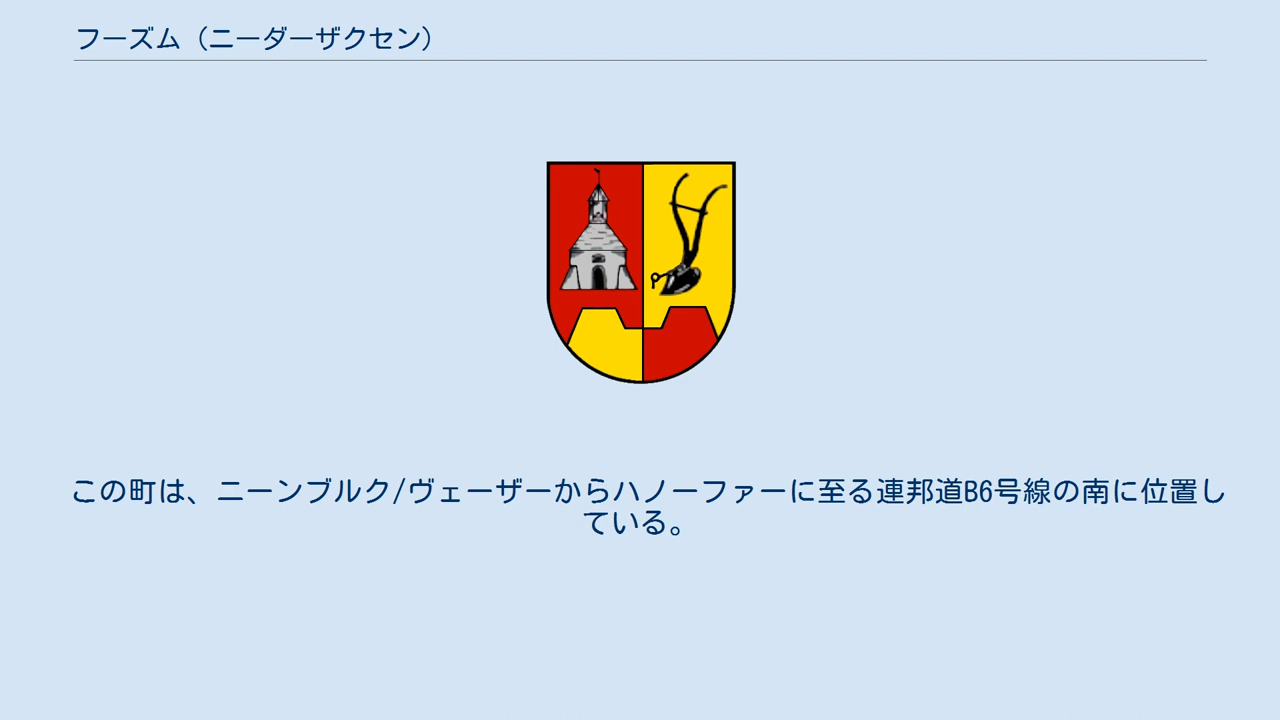 フーズム（ニーダーザクセン）
この町は、ニーンブルク/ヴェーザーからハノーファーに至る連邦道B6号線の南に位置し
ている。